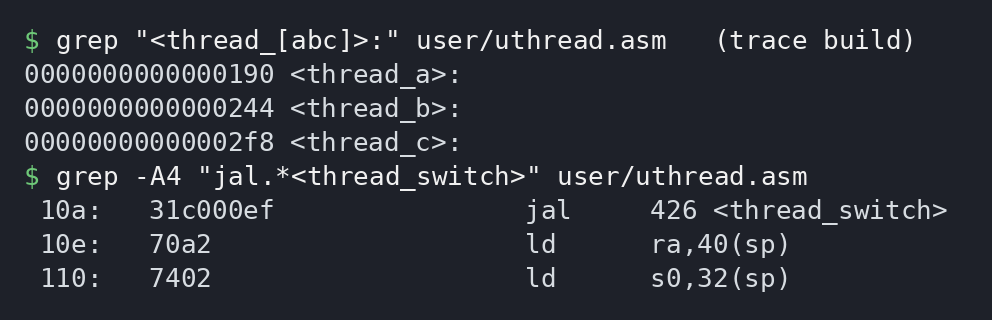 $ grep "<thread_[abc]>:" user/uthread.asm   (trace build)
0000000000000190 <thread_a>:
0000000000000244 <thread_b>:
00000000000002f8 <thread_c>:
$ grep -A4 "jal.*<thread_switch>" user/uthread.asm
 10a:   31c000ef                jal     426 <thread_switch>
 10e:   70a2                    ld      ra,40(sp)
 110:   7402                    ld      s0,32(sp)